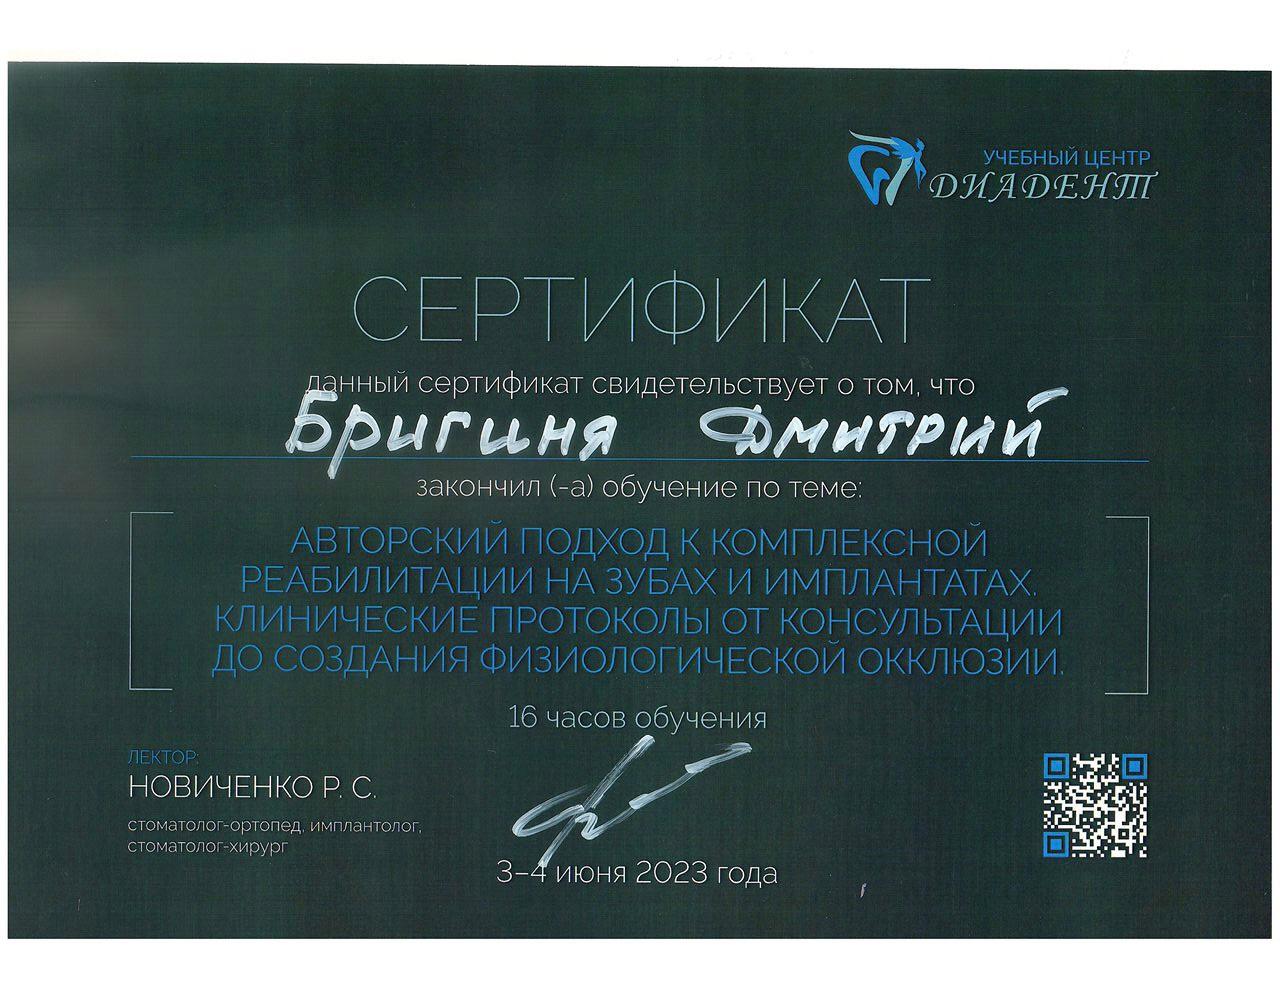 УЧЕБНЫЙ ЦЕНТР
ДИАДЕНТ
СЕРТИФИКАТ
данный сертификат свидетельствует о том, что
Бригиня Дмитрий
закончил (-а) обучение по теме:
АВТОРСКИЙ ПОДХОД К КОМПЛЕКСНОЙ
РЕАБИЛИТАЦИИ НА ЗУБАХ И ИМПЛАНТАТАХ.
КЛИНИЧЕСКИЕ ПРОТОКОЛЫ ОТ КОНСУЛЬТАЦИИ
ДО СОЗДАНИЯ ФИЗИОЛОГИЧЕСКОЙ ОККЛЮЗИИ.
16 часов обучения
ЛЕКТОР:
НОВИЧЕНКО Р. С.
стоматолог-ортопед, имплантолог,
стоматолог-хирург
3–4 июня 2023 года